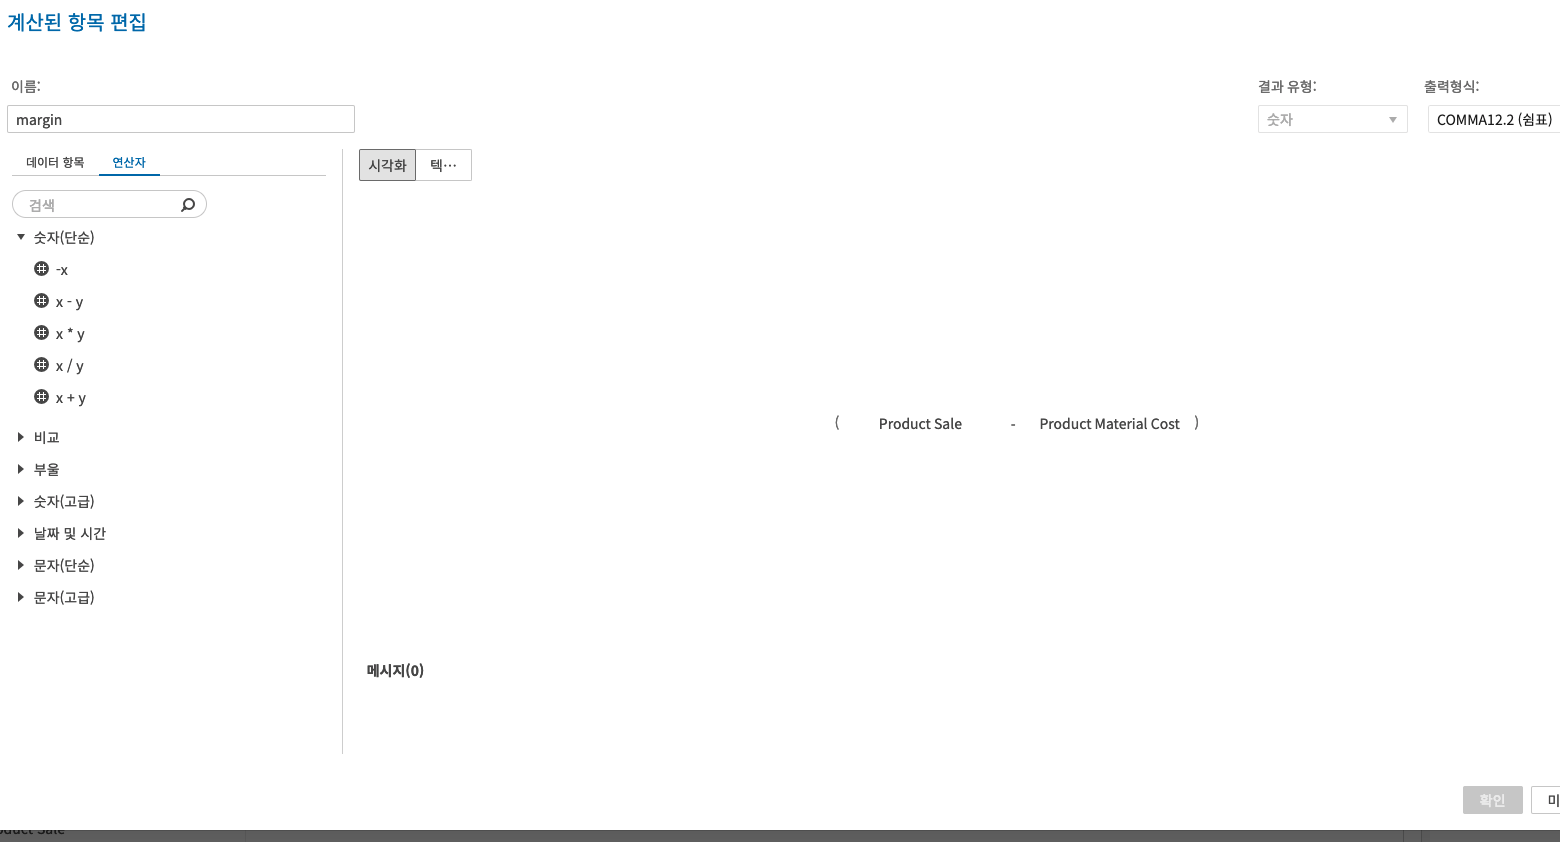 계산된 항목 편집
이름:
결과 유형:
출력형식:
margin
숫자
COMMA12.2 (쉼표)
데이터 항목
연산자
시각화
텍···
검색
숫자(단순)
-x
x - y
x * y
x / y
x + y
( Product Sale - Product Material Cost )
비교
부울
숫자(고급)
날짜 및 시간
문자(단순)
문자(고급)
메시지(0)
확인
미
oduct Sale